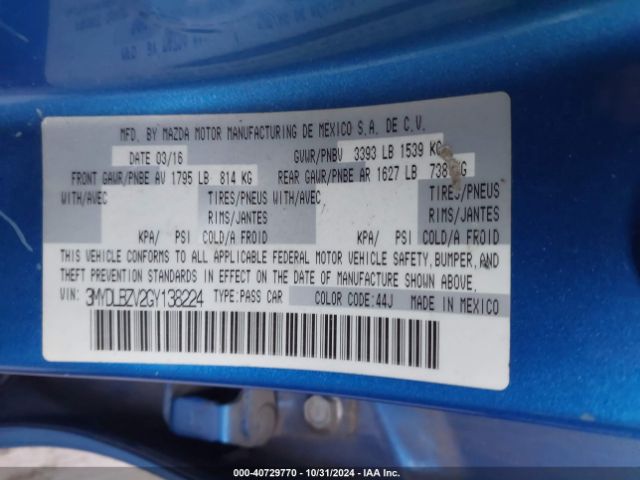 MFD. BY MAZDA MOTOR MANUFACTURING DE MEXICO S.A. DE C.V.
DATE 03/16 GVWR/PNBV 3393 LB 1539 KG
FRONT GAWR/PNBE AV 1795 LB 814 KG REAR GAWR/PNBE AR 1627 LB
WITH/AVEC TIRES/PNEUS WITH/AVEC TIRES/PNEUS
RIMS/JANTES RIMS/JANTES
KPA/ PSI COLD/A FROID KPA/ PSI COLD/A FROID
THIS VEHICLE CONFORMS TO ALL APPLICABLE FEDERAL MOTOR VEHICLE SAFETY, BUMPER, AND
THEFT PREVENTION STANDARDS IN EFFECT ON THE DATE OF MANUFACTURE SHOWN ABOVE.
VIN: 3MYDLBZV2GY138224 TYPE:PASS CAR COLOR CODE:44J MADE IN MEXICO
000-40729770 - 10/31/2024 - IAA Inc.